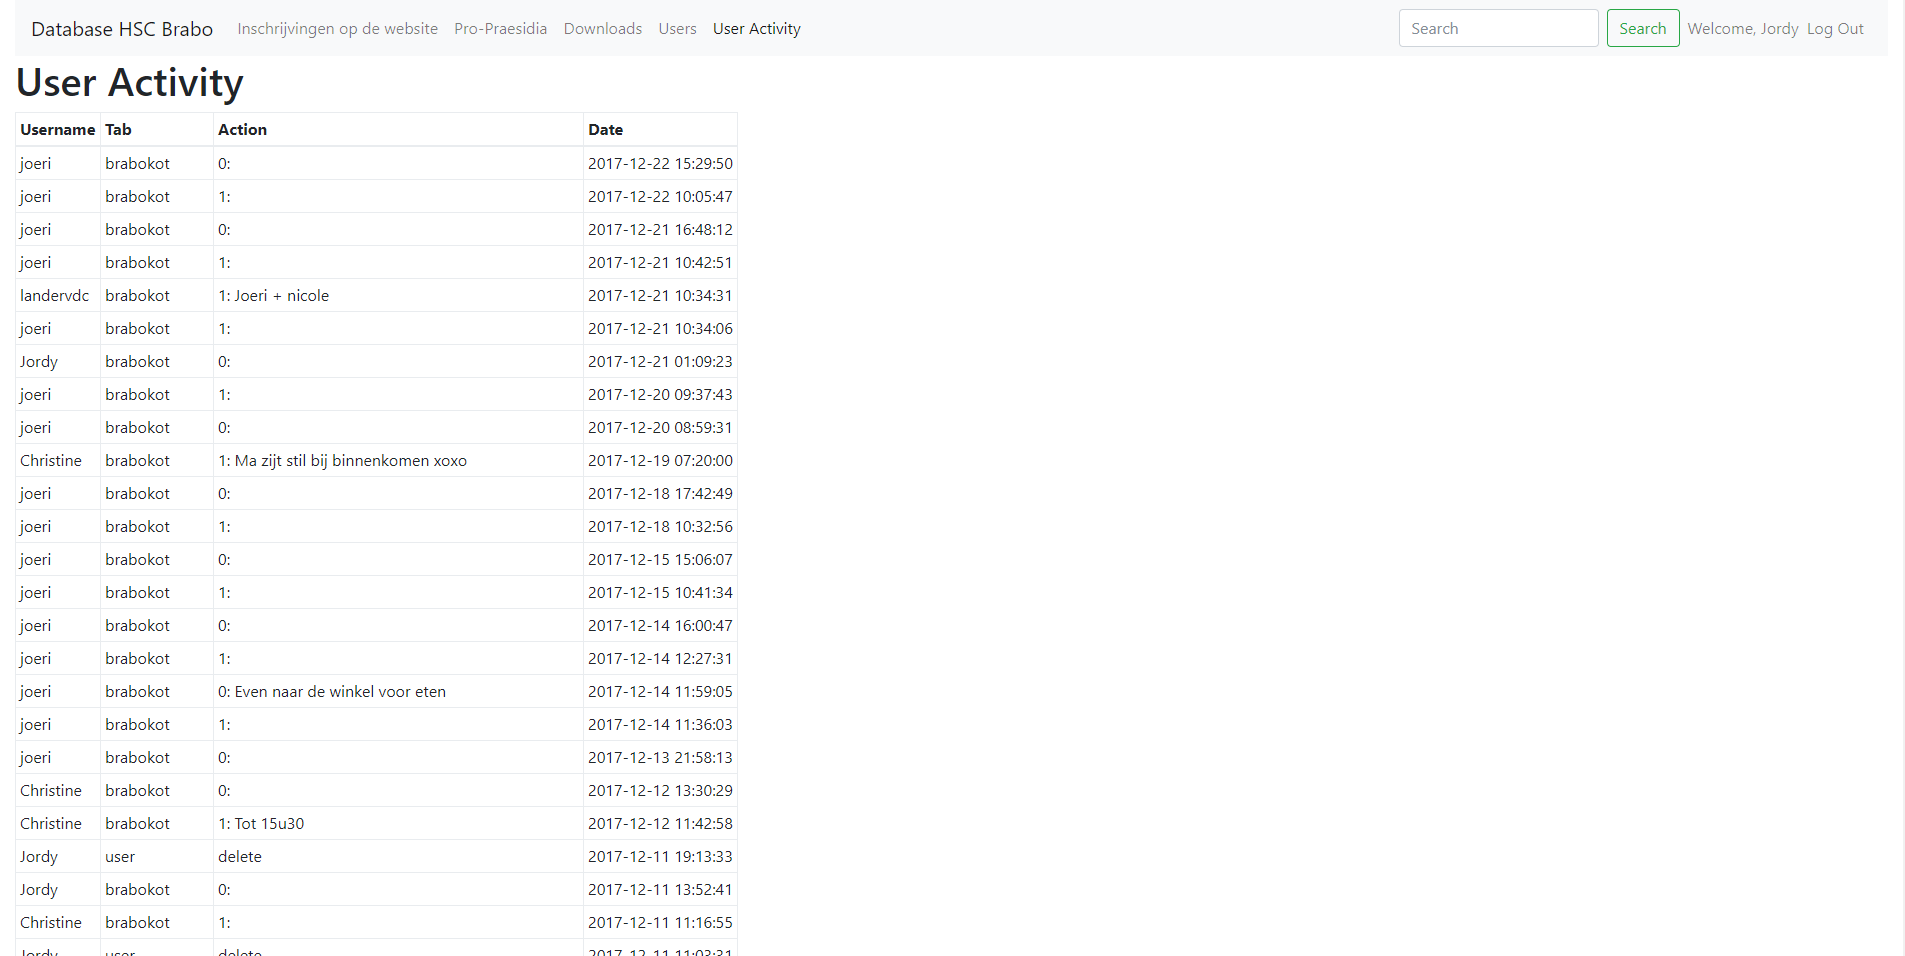 Database HSC Brabo Inschrijvingen op de website Pro-Praesidia Downloads Users User Activity Search Search Welcome, Jordy Log Out
User Activity
Username Tab Action Date
joeri brabokot 0: 2017-12-22 15:29:50
joeri brabokot 1: 2017-12-22 10:05:47
joeri brabokot 0: 2017-12-21 16:48:12
joeri brabokot 1: 2017-12-21 10:42:51
landervdc brabokot 1: Joeri + nicole 2017-12-21 10:34:31
joeri brabokot 1: 2017-12-21 10:34:06
Jordy brabokot 0: 2017-12-21 01:09:23
joeri brabokot 1: 2017-12-20 09:37:43
joeri brabokot 0: 2017-12-20 08:59:31
Christine brabokot 1: Ma zijt stil bij binnenkomen xoxo 2017-12-19 07:20:00
joeri brabokot 0: 2017-12-18 17:42:49
joeri brabokot 1: 2017-12-18 10:32:56
joeri brabokot 0: 2017-12-15 15:06:07
joeri brabokot 1: 2017-12-15 10:41:34
joeri brabokot 0: 2017-12-14 16:00:47
joeri brabokot 1: 2017-12-14 12:27:31
joeri brabokot 0: Even naar de winkel voor eten 2017-12-14 11:59:05
joeri brabokot 1: 2017-12-14 11:36:03
joeri brabokot 0: 2017-12-13 21:58:13
Christine brabokot 0: 2017-12-12 13:30:29
Christine brabokot 1: Tot 15u30 2017-12-12 11:42:58
Jordy user delete 2017-12-11 19:13:33
Jordy brabokot 0: 2017-12-11 13:52:41
Christine brabokot 1: 2017-12-11 11:16:55
Jordy user delete 2017-12-11 11:03:31